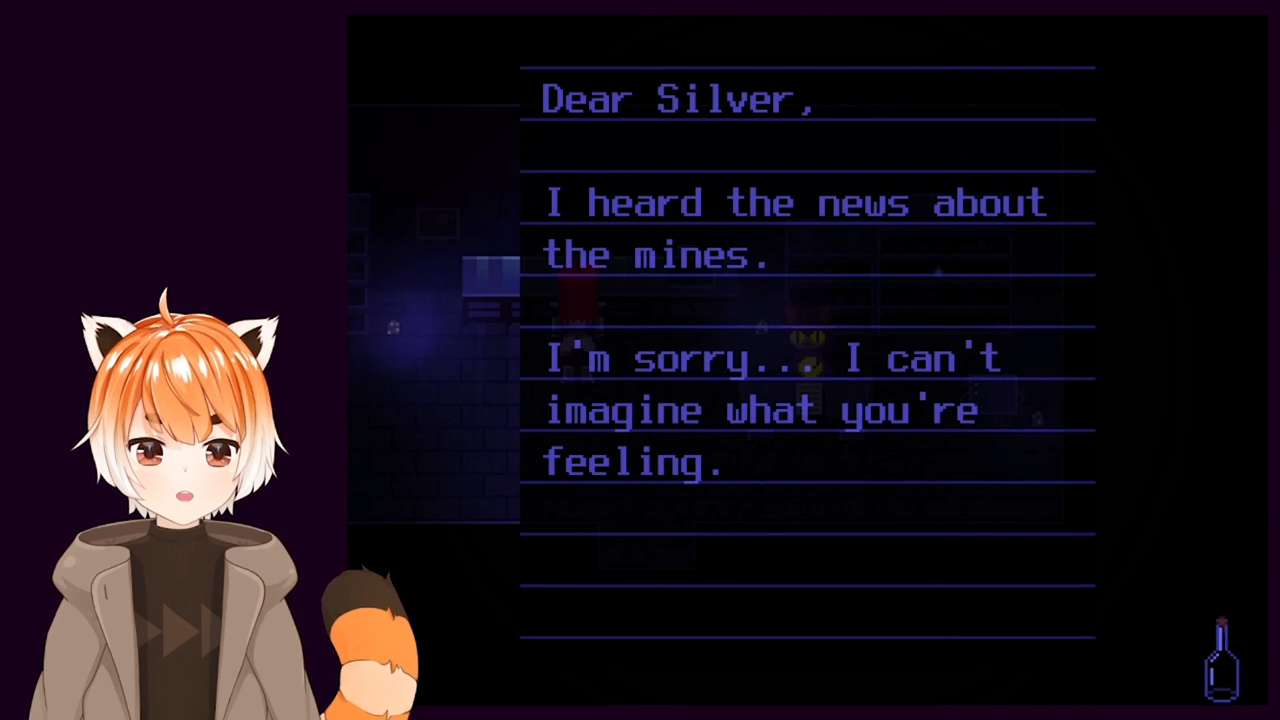 Dear Silver,
I heard the news about
the mines.
I'm sorry... I can't
imagine what you're
feeling.